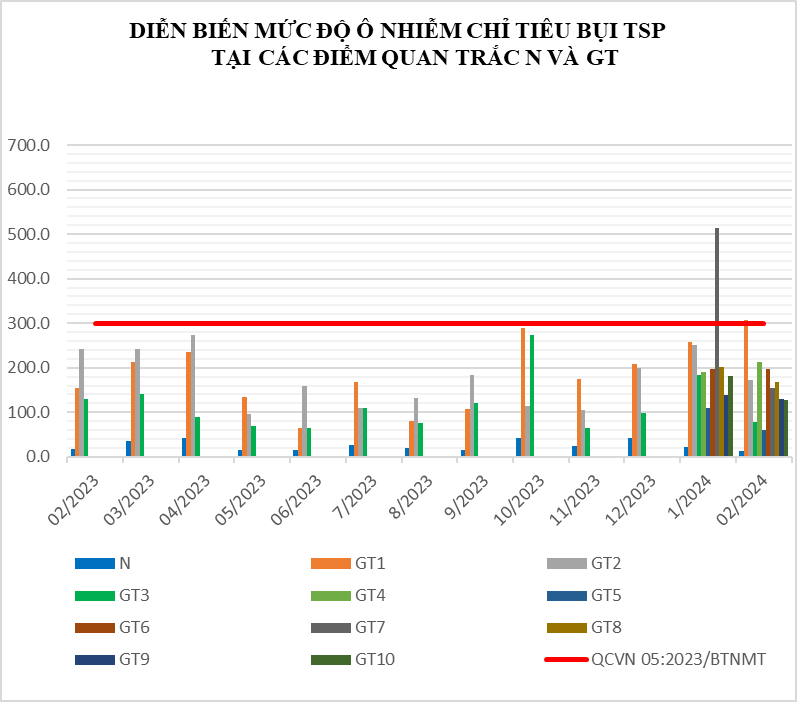 DIỄN BIẾN MỨC ĐỘ Ô NHIỄM CHỈ TIÊU BỤI TSP
TẠI CÁC ĐIỂM QUAN TRẮC N VÀ GT
700.0
600.0
500.0
400.0
300.0
200.0
100.0
0.0
02/2023
03/2023
04/2023
05/2023
06/2023
7/2023
8/2023
9/2023
10/2023
11/2023
12/2023
1/2024
02/2024
N
GT1
GT2
GT3
GT4
GT5
GT6
GT7
GT8
GT9
GT10
QCVN 05:2023/BTNMT